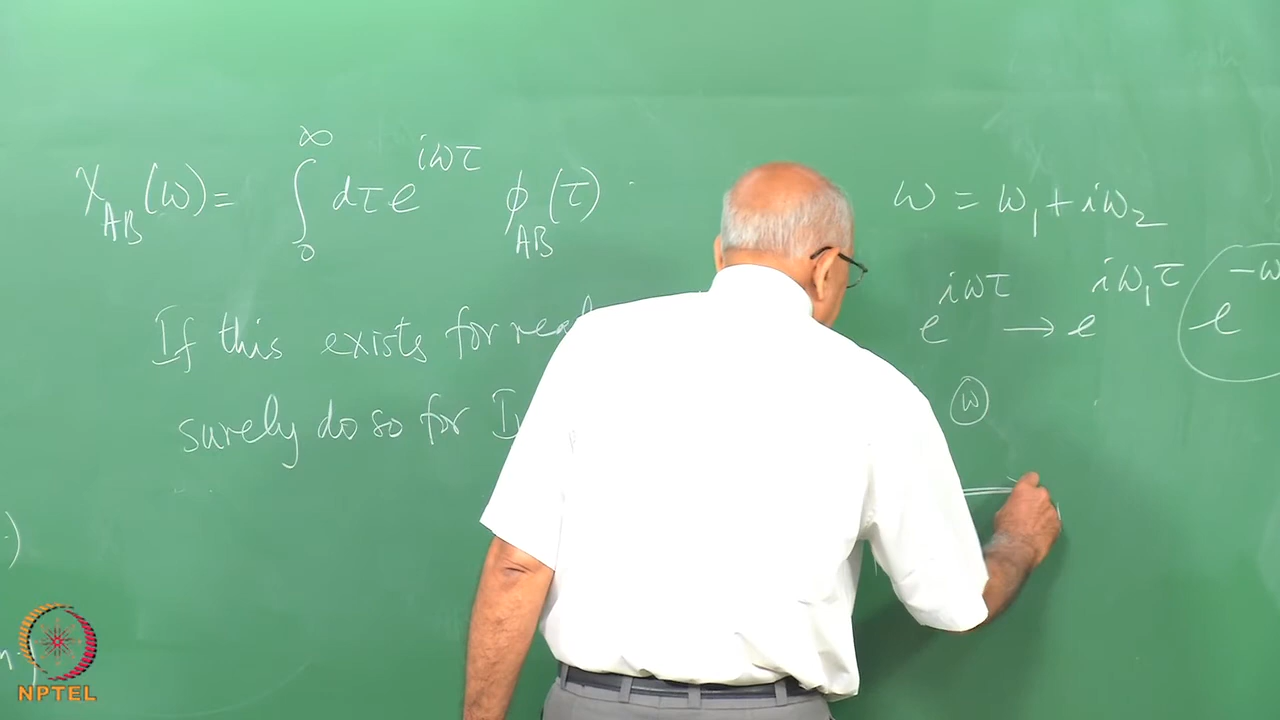 χ_AB (ω) = ∫_0^∞ dτ e^{iωτ} φ_AB (τ)
If this exists for real
surely do so for I
ω = ω_1 + iω_2
e^{iωτ} → e^{iω_1τ} e^{-ω
ω
)
NPTEL